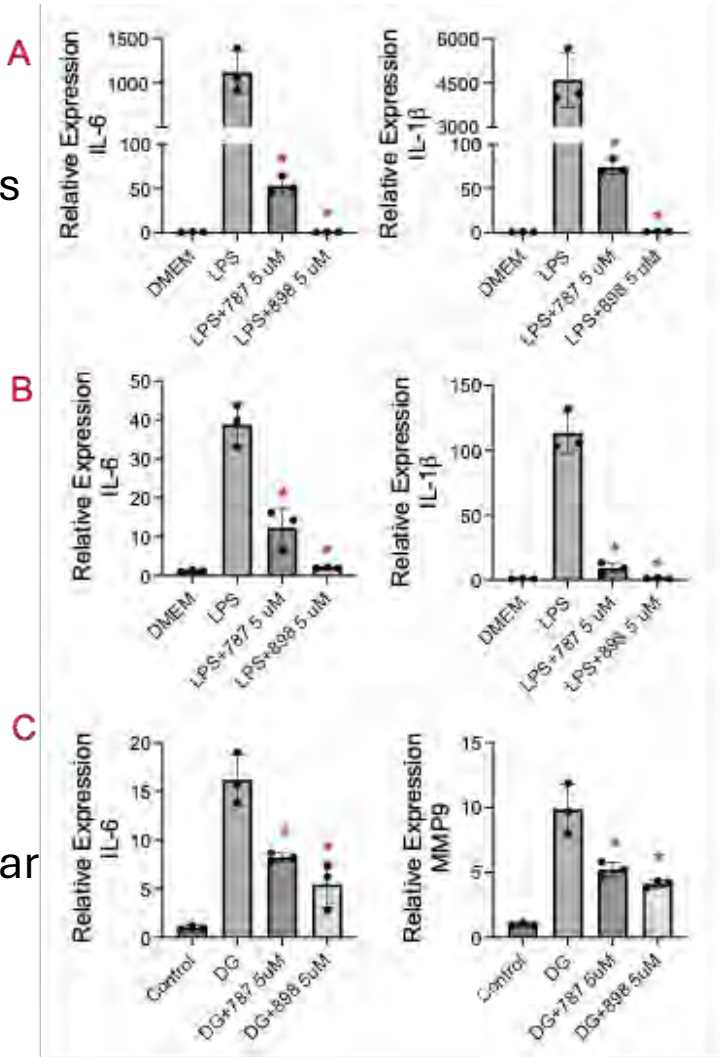 A
Relative Expression
IL-6
1500
1000
100
50
0
DMEM
LPS
LPS+787 5 uM
LPS+898 5 uM
Relative Expression
IL-1β
6000
4500
3000
100
50
0
DMEM
LPS
LPS+787 5 uM
LPS+898 5 uM
s
B
Relative Expression
IL-6
50
40
30
20
10
0
DMEM
LPS
LPS+787 5 uM
LPS+898 5 uM
Relative Expression
IL-1β
150
100
50
0
DMEM
LPS
LPS+787 5 uM
LPS+898 5 uM
C
Relative Expression
IL-6
20
15
10
5
0
Control
DG
DG+787 5uM
DG+898 5uM
Relative Expression
MMP9
15
10
5
0
Control
DG
DG+787 5uM
DG+898 5uM
ar